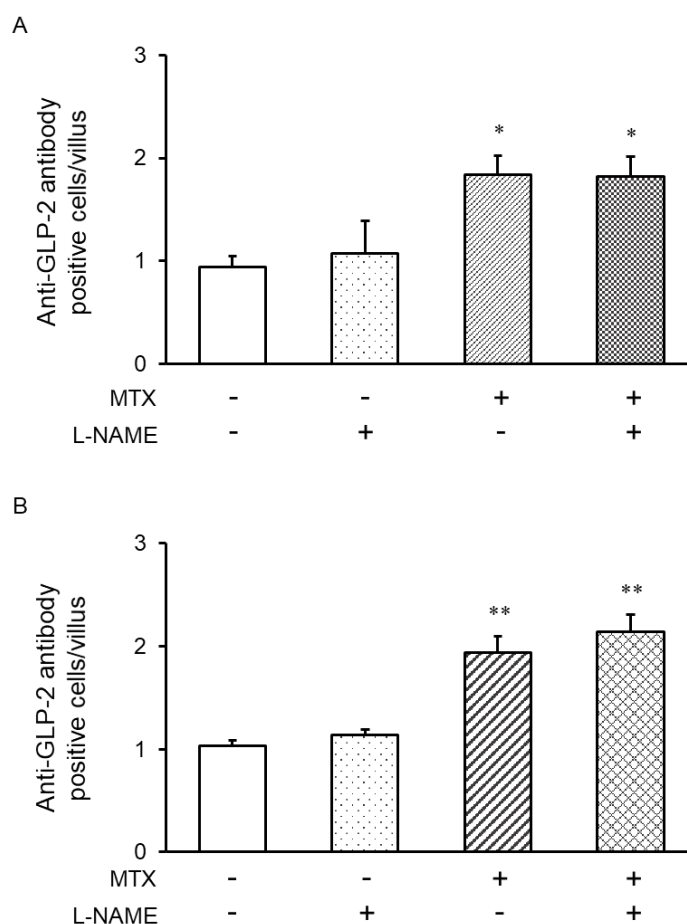 A
Anti-GLP-2 antibody
positive cells/villus
3
2
1
0
*
*
MTX - - + +
L-NAME - + - +
B
Anti-GLP-2 antibody
positive cells/villus
3
2
1
0
**
**
MTX - - + +
L-NAME - + - +